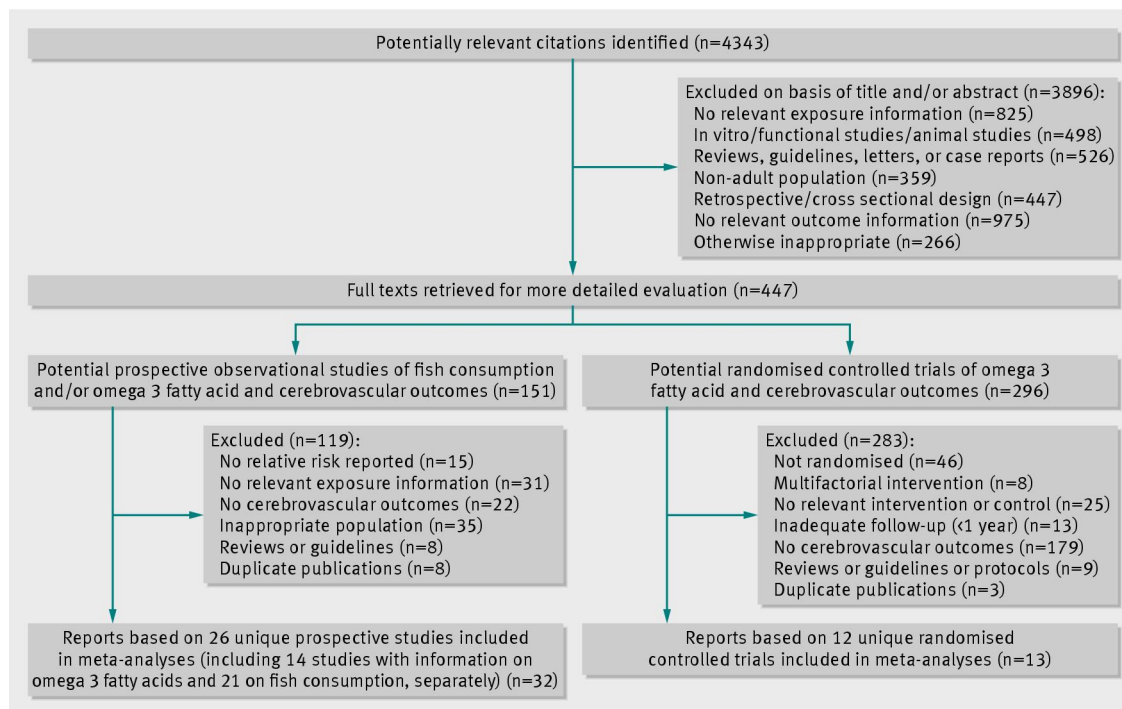 Potentially relevant citations identified (n=4343)
Excluded on basis of title and/or abstract (n=3896):
No relevant exposure information (n=825)
In vitro/functional studies/animal studies (n=498)
Reviews, guidelines, letters, or case reports (n=526)
Non-adult population (n=359)
Retrospective/cross sectional design (n=447)
No relevant outcome information (n=975)
Otherwise inappropriate (n=266)
Full texts retrieved for more detailed evaluation (n=447)
Potential prospective observational studies of fish consumption
and/or omega 3 fatty acid and cerebrovascular outcomes (n=151)
Potential randomised controlled trials of omega 3
fatty acid and cerebrovascular outcomes (n=296)
Excluded (n=119):
No relative risk reported (n=15)
No relevant exposure information (n=31)
No cerebrovascular outcomes (n=22)
Inappropriate population (n=35)
Reviews or guidelines (n=8)
Duplicate publications (n=8)
Excluded (n=283):
Not randomised (n=46)
Multifactorial intervention (n=8)
No relevant intervention or control (n=25)
Inadequate follow-up (<1 year) (n=13)
No cerebrovascular outcomes (n=179)
Reviews or guidelines or protocols (n=9)
Duplicate publications (n=3)
Reports based on 26 unique prospective studies included
in meta-analyses (including 14 studies with information on
omega 3 fatty acids and 21 on fish consumption, separately) (n=32)
Reports based on 12 unique randomised
controlled trials included in meta-analyses (n=13)